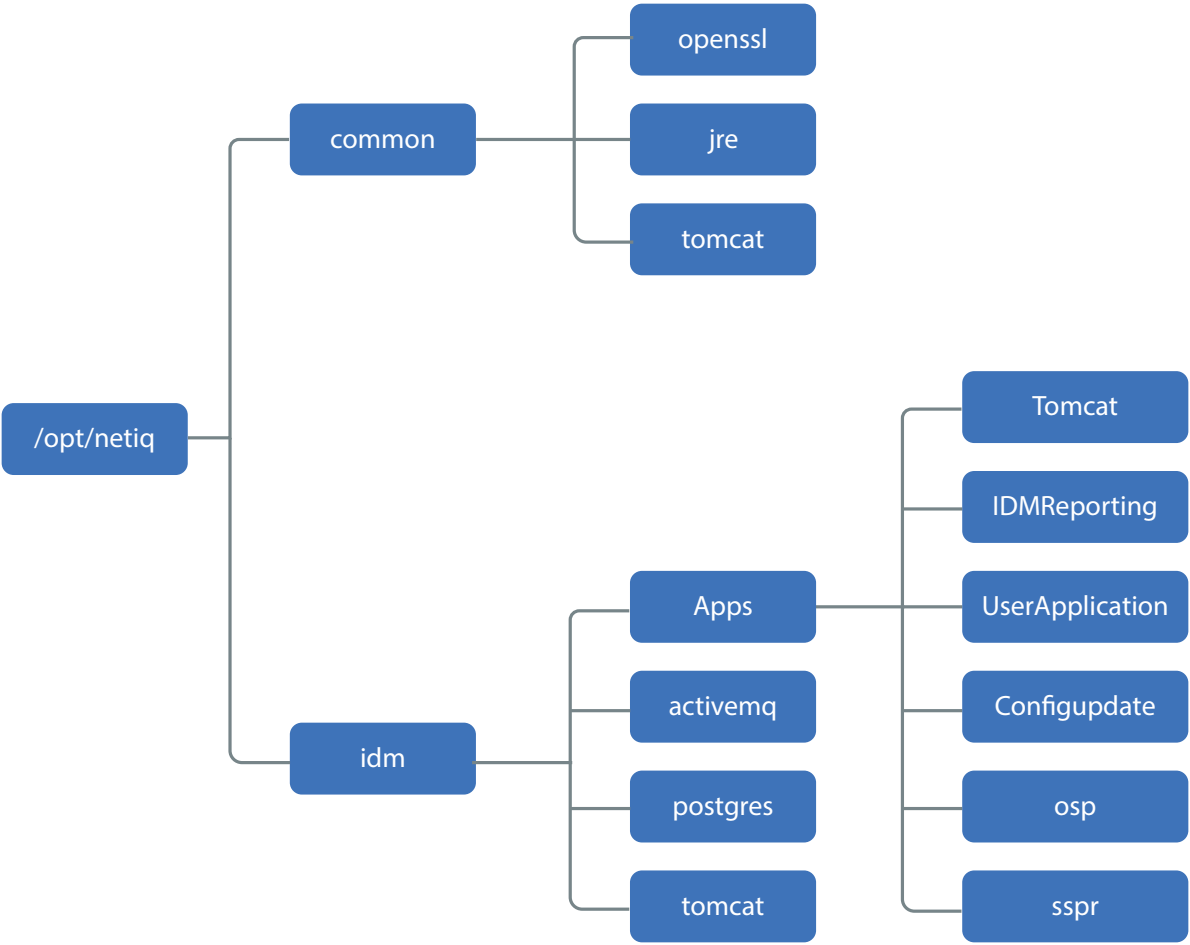 openssl
common
jre
tomcat
Tomcat
/opt/netiq
IDMReporting
Apps
UserApplication
activemq
Configupdate
idm
postgres
osp
tomcat
sspr